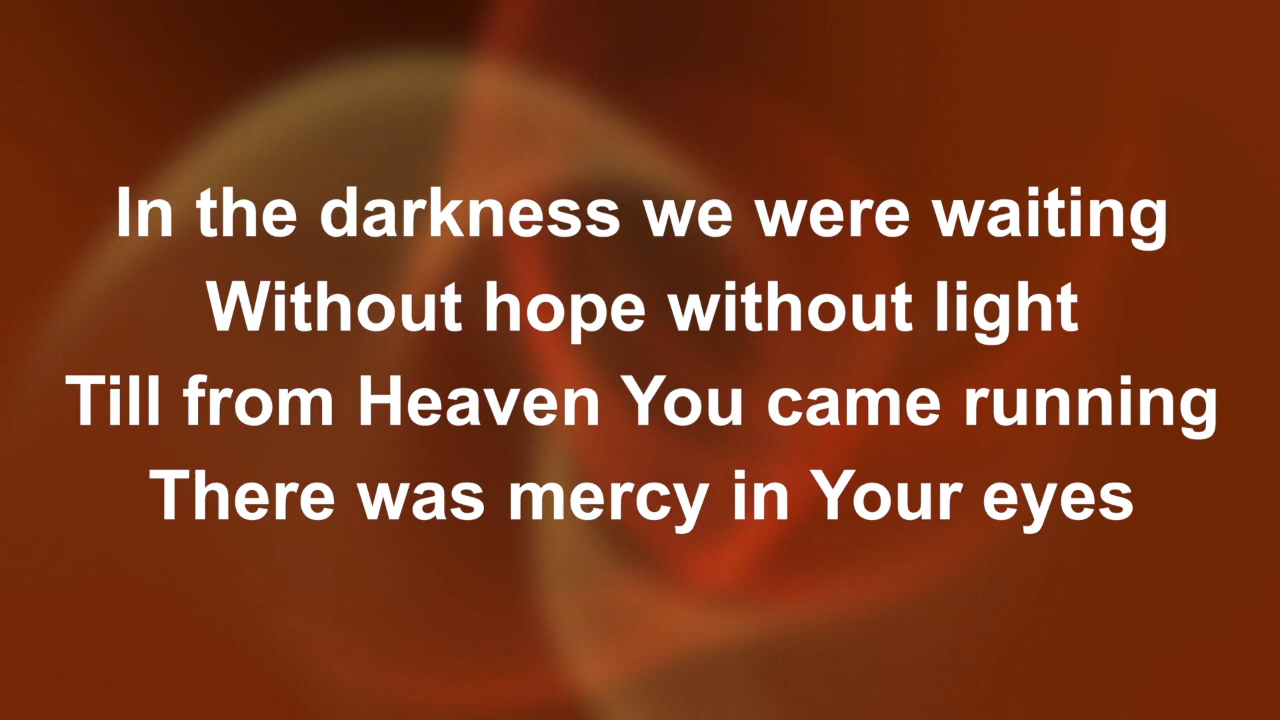 In the darkness we were waiting
Without hope without light
Till from Heaven You came running
There was mercy in Your eyes